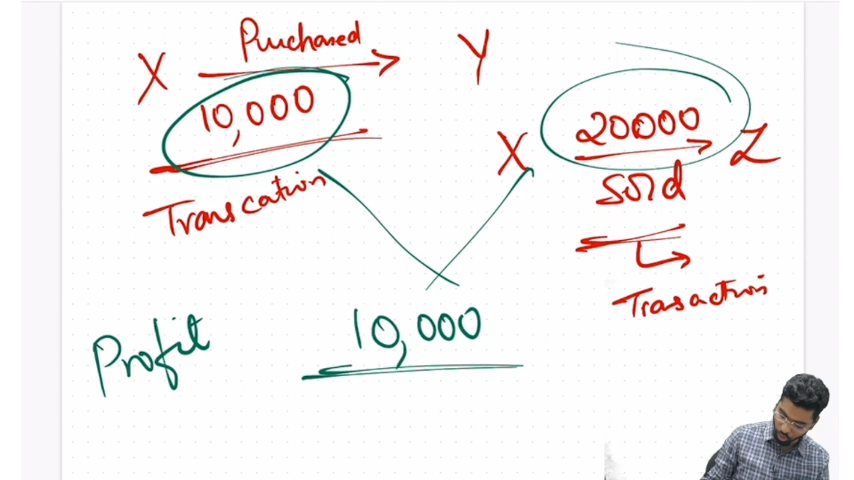 X Purchased Y
10,000
Transcation
X 20000 Z
Sold
Trasaction
Profit 10,000